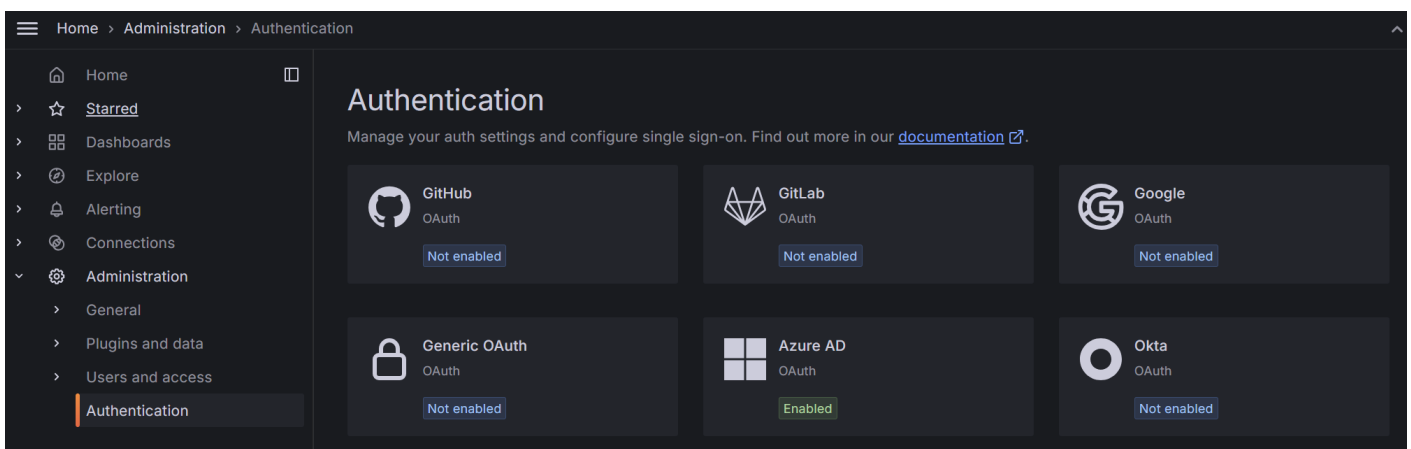 Home › Administration › Authentication
Home
Starred
Dashboards
Explore
Alerting
Connections
Administration
General
Plugins and data
Users and access
Authentication
Authentication
Manage your auth settings and configure single sign-on. Find out more in our documentation.
GitHub
OAuth
Not enabled
GitLab
OAuth
Not enabled
Google
OAuth
Not enabled
Generic OAuth
OAuth
Not enabled
Azure AD
OAuth
Enabled
Okta
OAuth
Not enabled